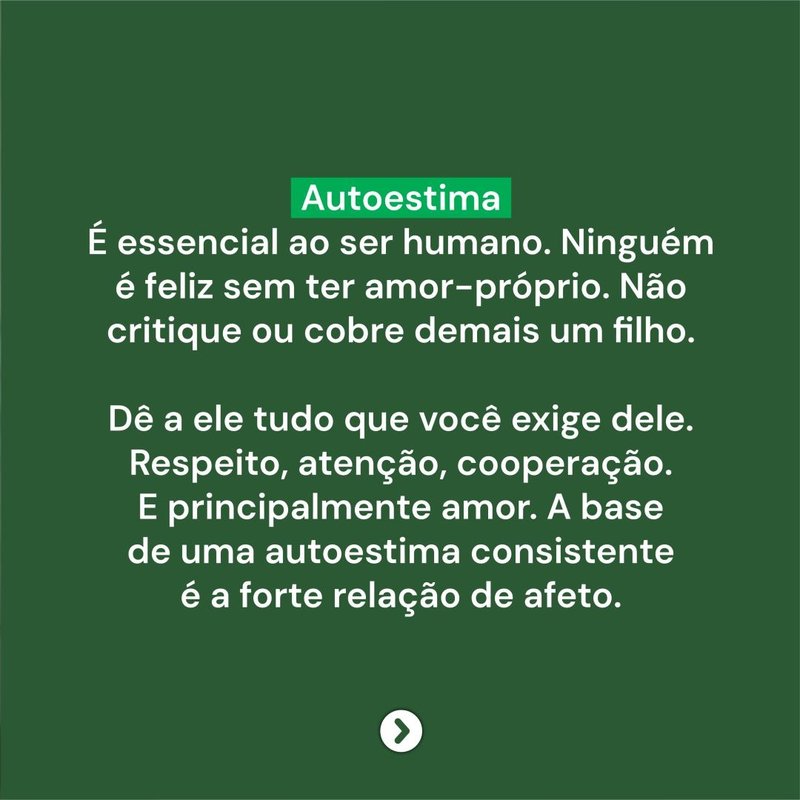 Autoestima
É essencial ao ser humano. Ninguém
é feliz sem ter amor-próprio. Não
critique ou cobre demais um filho.
Dê a ele tudo que você exige dele.
Respeito, atenção, cooperação.
E principalmente amor. A base
de uma autoestima consistente
é a forte relação de afeto.